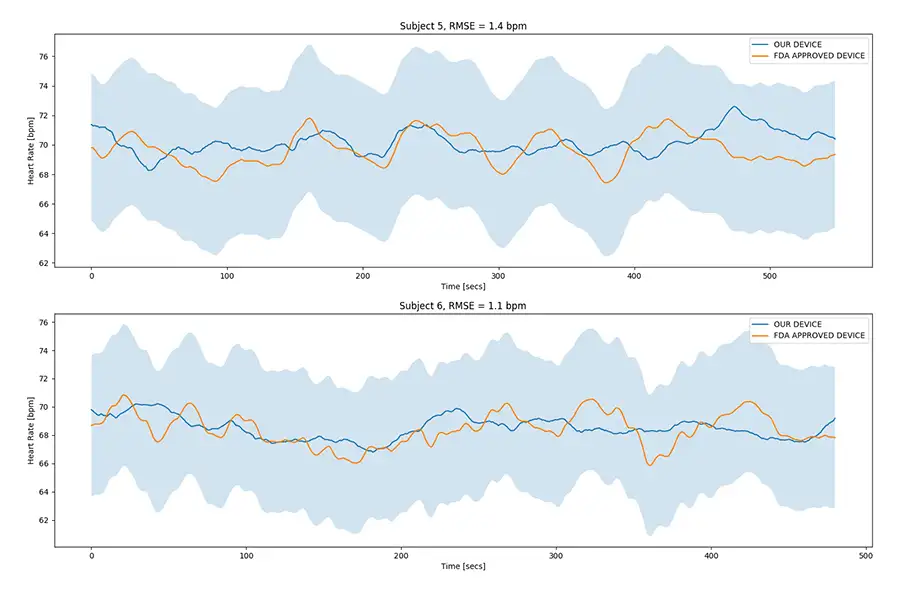 Subject 5, RMSE = 1.4 bpm
OUR DEVICE
FDA APPROVED DEVICE
76
74
72
70
68
66
64
62
Heart Rate [bpm]
0 100 200 300 400 500
Time [secs]
Subject 6, RMSE = 1.1 bpm
OUR DEVICE
FDA APPROVED DEVICE
76
74
72
70
68
66
64
62
Heart Rate [bpm]
0 100 200 300 400 500
Time [secs]